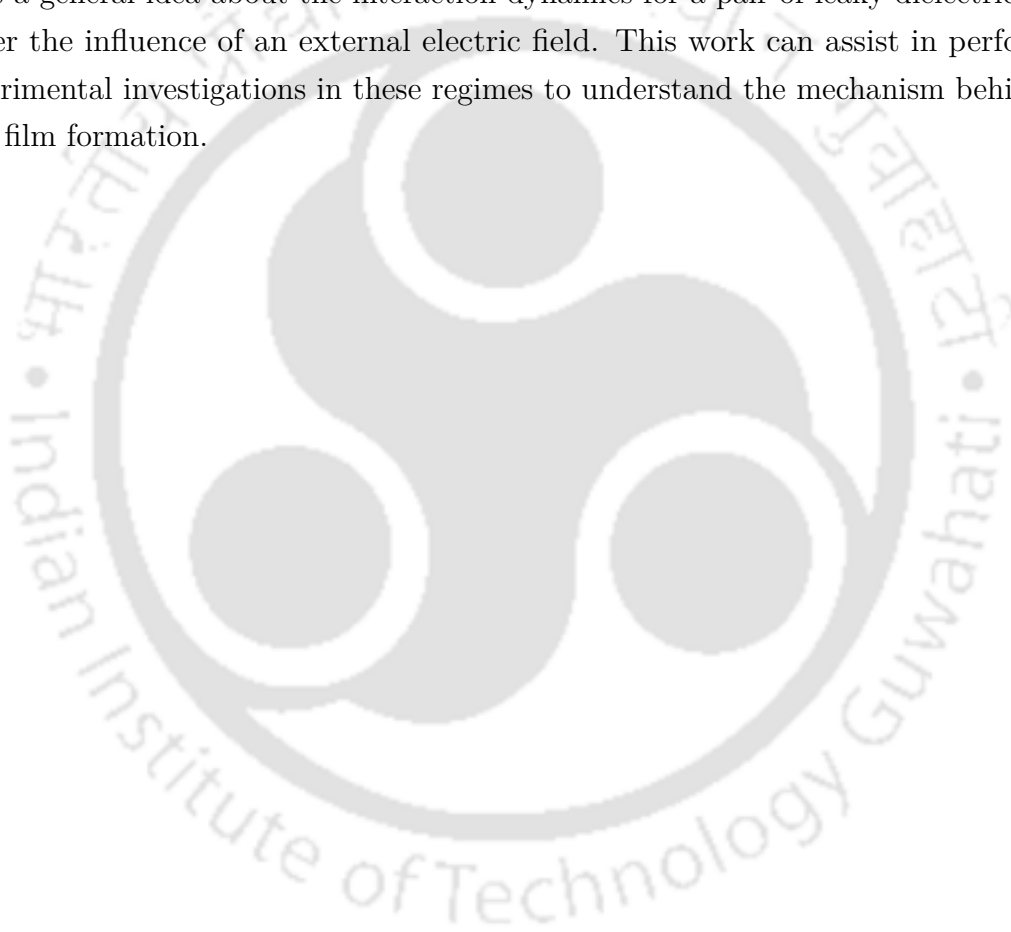 a general idea about the interaction dynamics for a pair of leaky dielectric
er the influence of an external electric field. This work can assist in perfo
rimental investigations in these regimes to understand the mechanism behi
film formation.
भारतीय प्रौद्योगिकी संस्थान गुवाहाटी
• Indian Institute of Technology Guwahati •